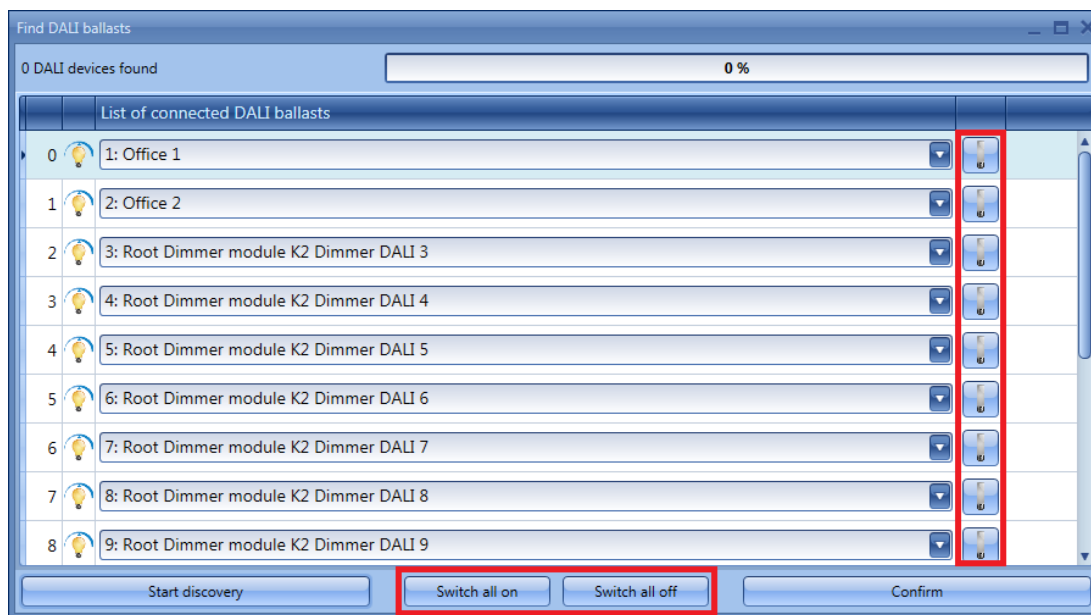 Find DALI ballasts
0 DALI devices found 0 %
List of connected DALI ballasts
0 1: Office 1
1 2: Office 2
2 3: Root Dimmer module K2 Dimmer DALI 3
3 4: Root Dimmer module K2 Dimmer DALI 4
4 5: Root Dimmer module K2 Dimmer DALI 5
5 6: Root Dimmer module K2 Dimmer DALI 6
6 7: Root Dimmer module K2 Dimmer DALI 7
7 8: Root Dimmer module K2 Dimmer DALI 8
8 9: Root Dimmer module K2 Dimmer DALI 9
Start discovery Switch all on Switch all off Confirm